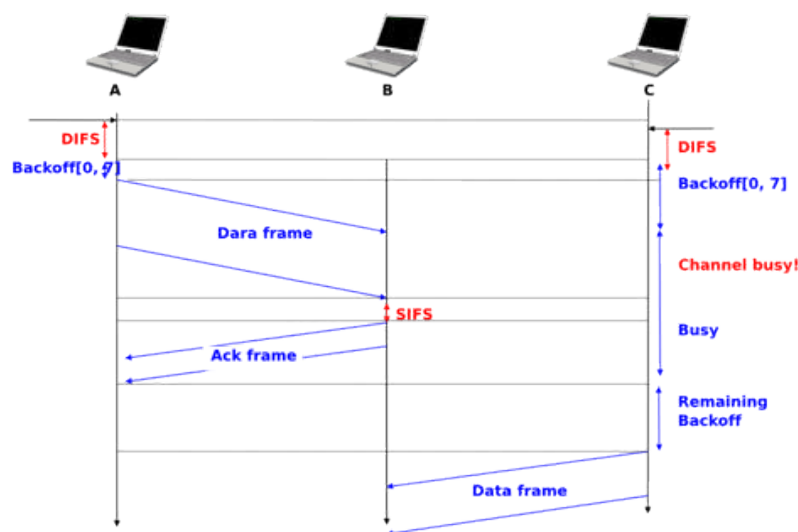 A
B
C
DIFS
DIFS
Backoff[0, 7]
Backoff[0, 7]
Dara frame
Channel busy!
SIFS
Busy
Ack frame
Remaining
Backoff
Data frame